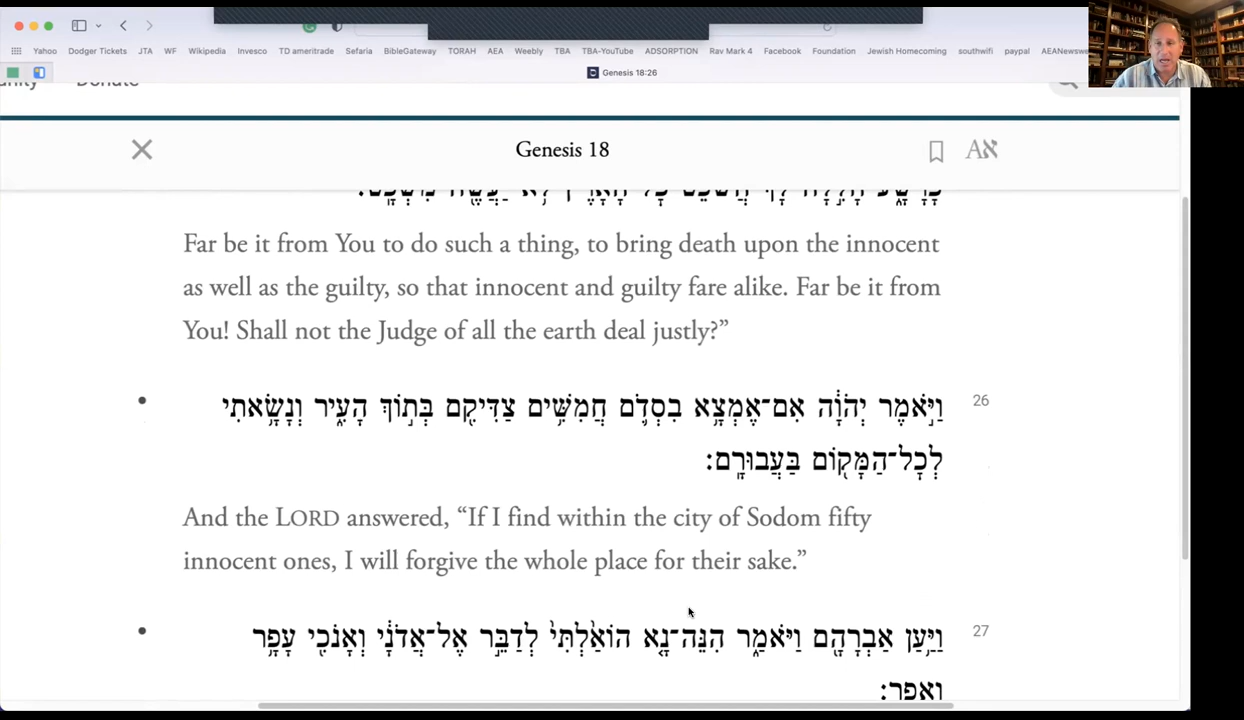 Yahoo Dodger Tickets JTA WF Wikipedia Invesco TD ameritrade Sefaria BibleGateway TORAH AEA Weebly TBA TBA-YouTube ADSORPTION Rav Mark 4 Facebook Foundation Jewish Homecoming southwifi paypal AEANewswe
Genesis 18:26
Donate
Genesis 18
Aא
Far be it from You to do such a thing, to bring death upon the innocent
as well as the guilty, so that innocent and guilty fare alike. Far be it from
You! Shall not the Judge of all the earth deal justly?”
26
וַיֹּ֣אמֶר יְהוָ֔ה אִם־אֶמְצָ֥א בִסְדֹ֛ם חֲמִשִּׁ֥ים צַדִּיקִ֖ם בְּת֣וֹךְ הָעִ֑יר וְנָשָׂ֥אתִי
לְכׇל־הַמָּק֖וֹם בַּעֲבוּרָֽם׃
And the LORD answered, “If I find within the city of Sodom fifty
innocent ones, I will forgive the whole place for their sake.”
27
וַיַּ֥עַן אַבְרָהָ֖ם וַיֹּאמַ֑ר הִנֵּה־נָ֤א הוֹאַ֙לְתִּי֙ לְדַבֵּ֣ר אֶל־אֲדֹנָ֔י וְאָנֹכִ֖י עָפָ֥ר
ואפר׃